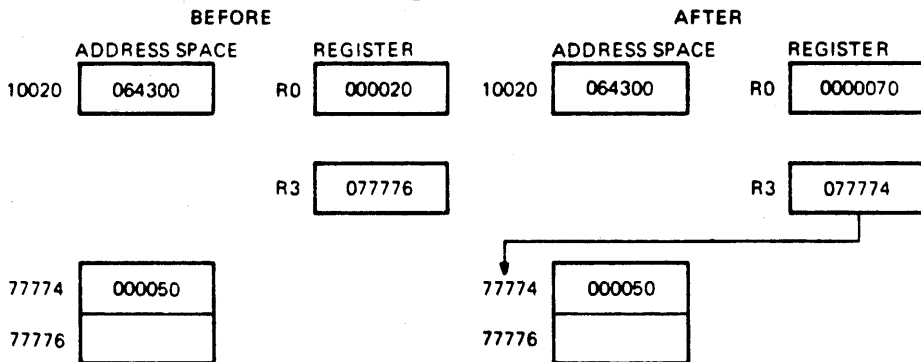 BEFORE AFTER
ADDRESS SPACE REGISTER ADDRESS SPACE REGISTER
10020 064300 R0 000020 10020 064300 R0 0000070
R3 077776 R3 077774
77774 000050 77774 000050
77776 77776